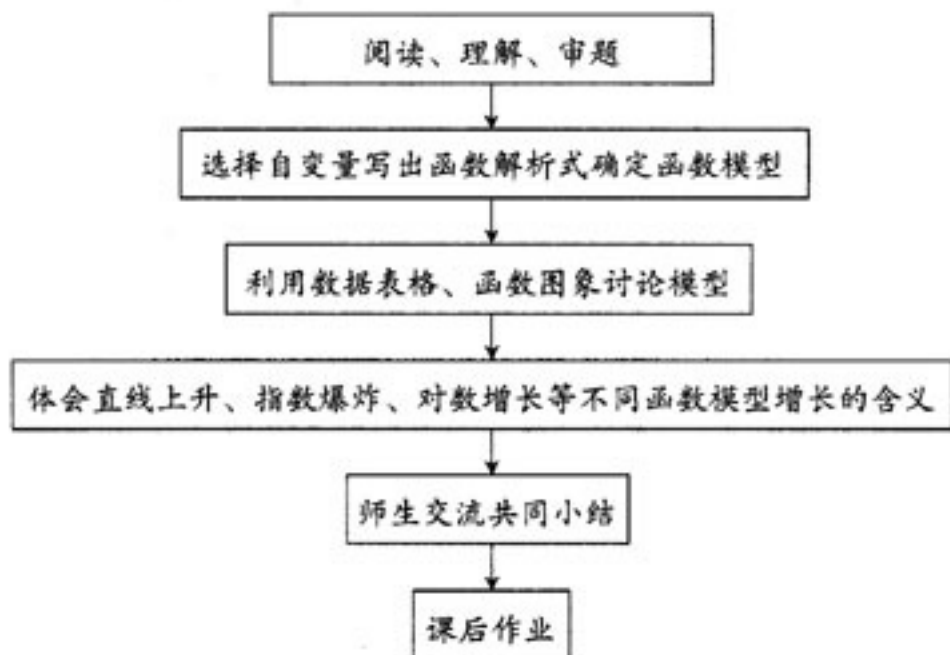 阅读、理解、审题
选择自变量写出函数解析式确定函数模型
利用数据表格、函数图象讨论模型
体会直线上升、指数爆炸、对数增长等不同函数模型增长的含义
师生交流共同小结
课后作业